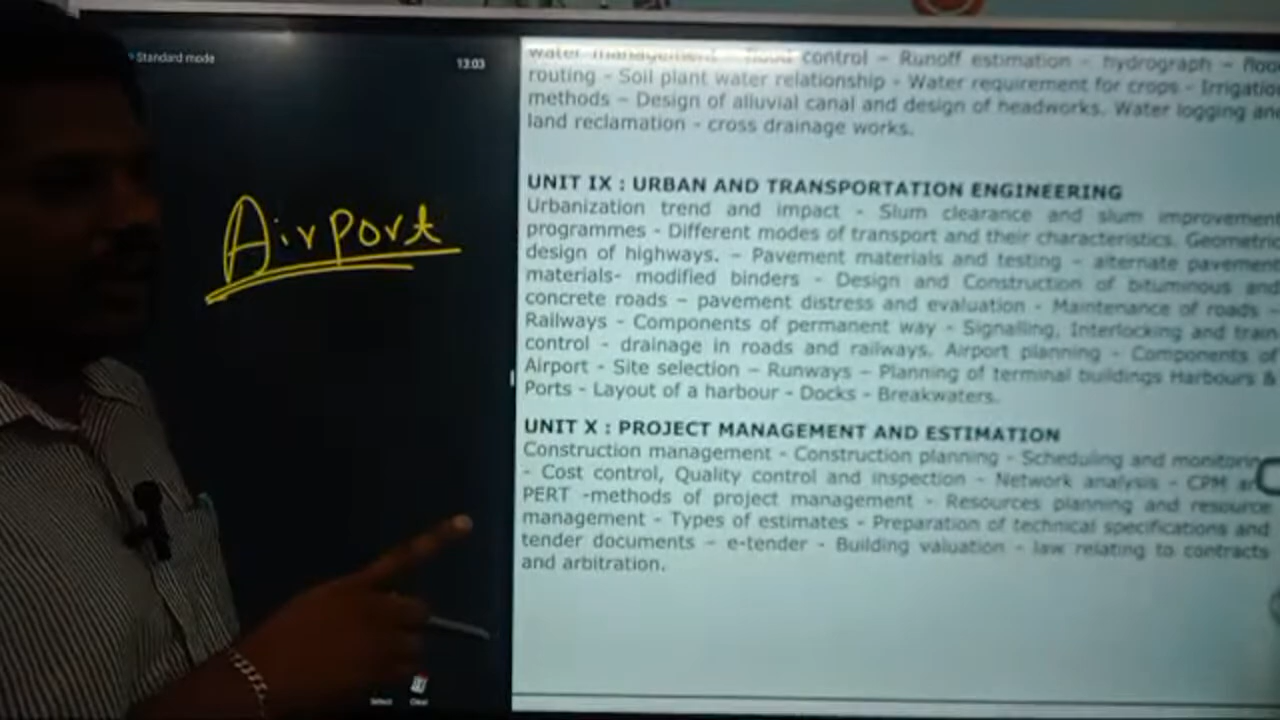 Standard mode
13:03
Airport
water management - flood control – Runoff estimation - hydrograph – floo
routing - Soil plant water relationship - Water requirement for crops - Irrigatio
methods – Design of alluvial canal and design of headworks. Water logging an
land reclamation - cross drainage works.
UNIT IX : URBAN AND TRANSPORTATION ENGINEERING
Urbanization trend and impact - Slum clearance and slum improvement
programmes - Different modes of transport and their characteristics. Geometric
design of highways. – Pavement materials and testing – alternate pavement
materials- modified binders - Design and Construction of bituminous and
concrete roads – pavement distress and evaluation - Maintenance of roads –
Railways - Components of permanent way - Signalling, Interlocking and train
control - drainage in roads and railways. Airport planning - Components of
Airport - Site selection – Runways – Planning of terminal buildings Harbours &
Ports - Layout of a harbour - Docks - Breakwaters.
UNIT X : PROJECT MANAGEMENT AND ESTIMATION
Construction management - Construction planning - Scheduling and monitoring
- Cost control, Quality control and inspection - Network analysis - CPM a
PERT -methods of project management - Resources planning and resource
management - Types of estimates - Preparation of technical specifications and
tender documents – e-tender - Building valuation - law relating to contracts
and arbitration.
Select Clear